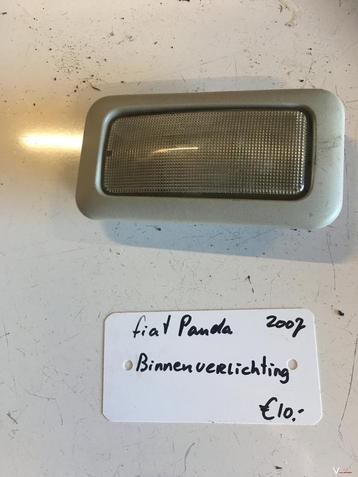 fiat Panda 2007
Binnenverlichting
€10.-